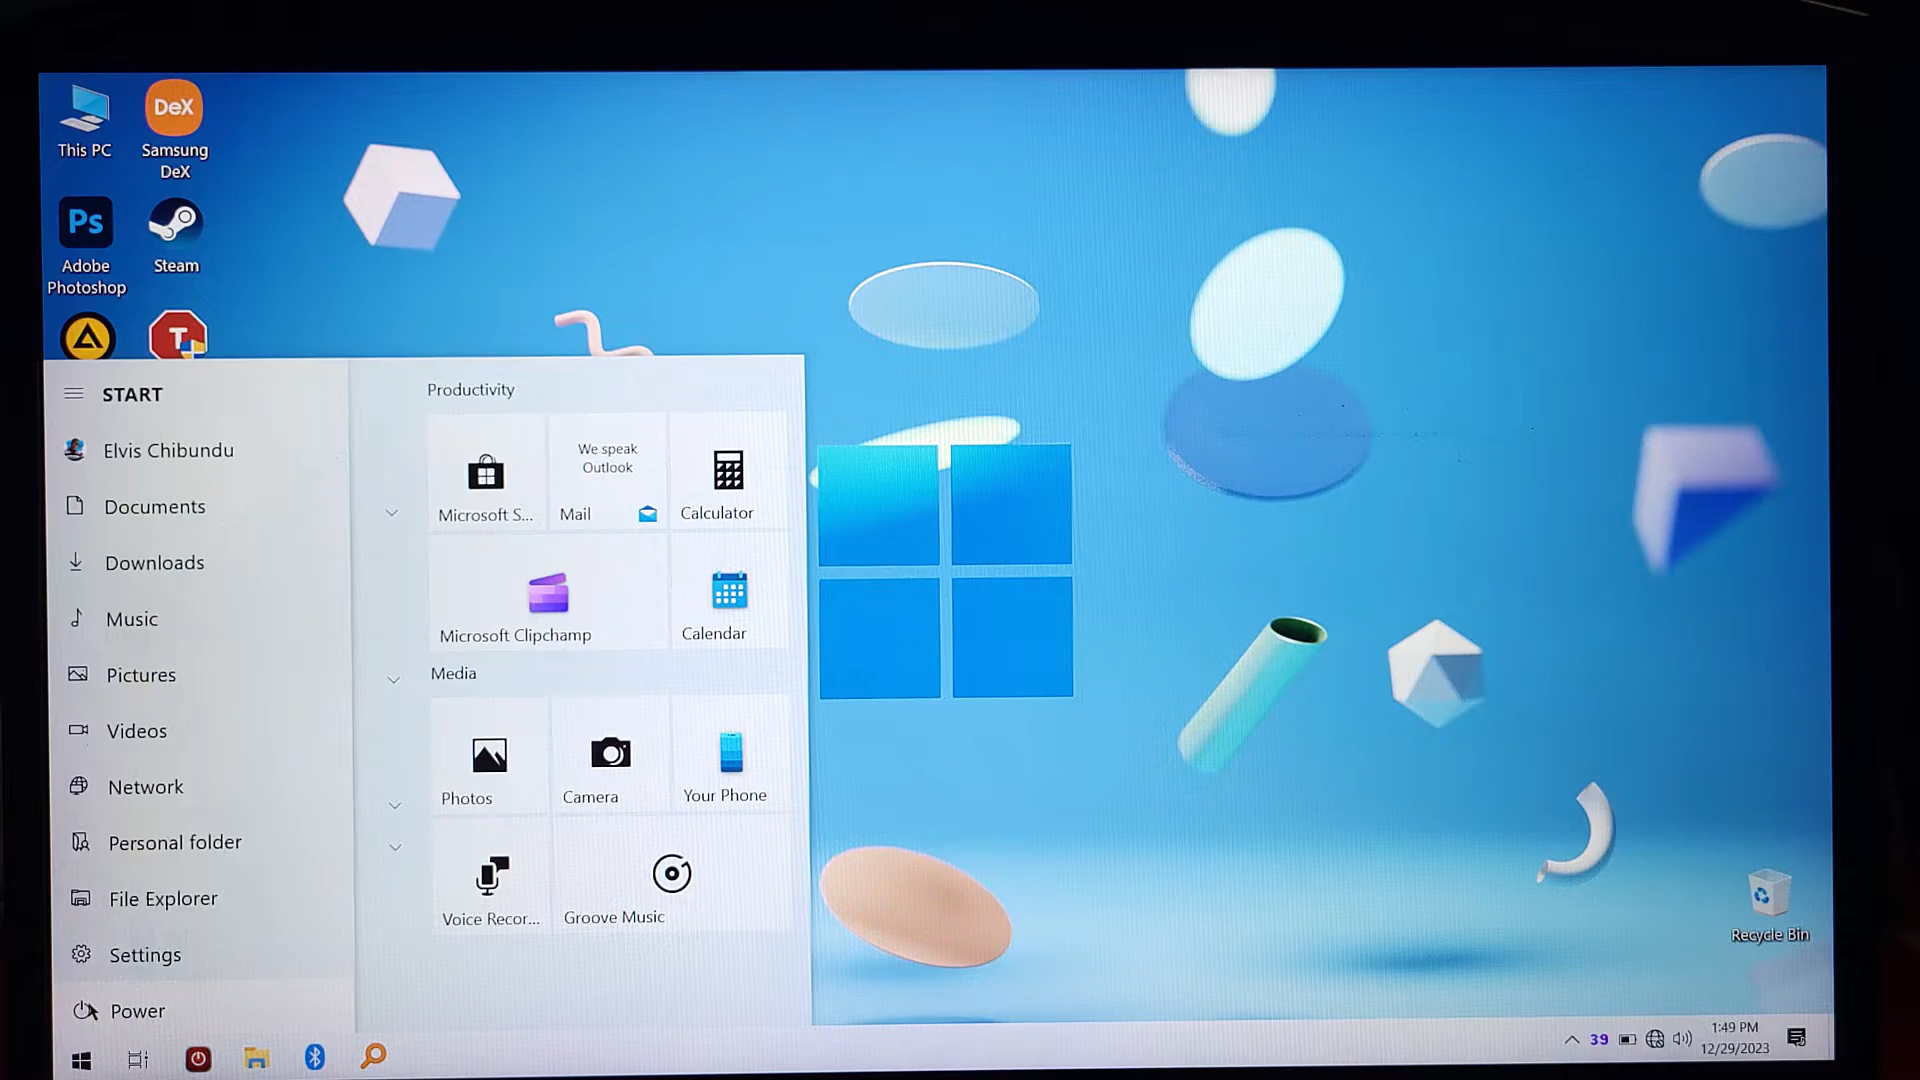 This PC
DeX
Samsung
DeX
Ps
Adobe
Photoshop
Steam
T
START
Elvis Chibundu
Documents
Downloads
Music
Pictures
Videos
Network
Personal folder
File Explorer
Settings
Power
Productivity
Microsoft S...
We speak
Outlook
Mail
Calculator
Microsoft Clipchamp
Calendar
Media
Photos
Camera
Your Phone
Voice Recor...
Groove Music
Recycle Bin
39
1:49 PM
12/29/2023